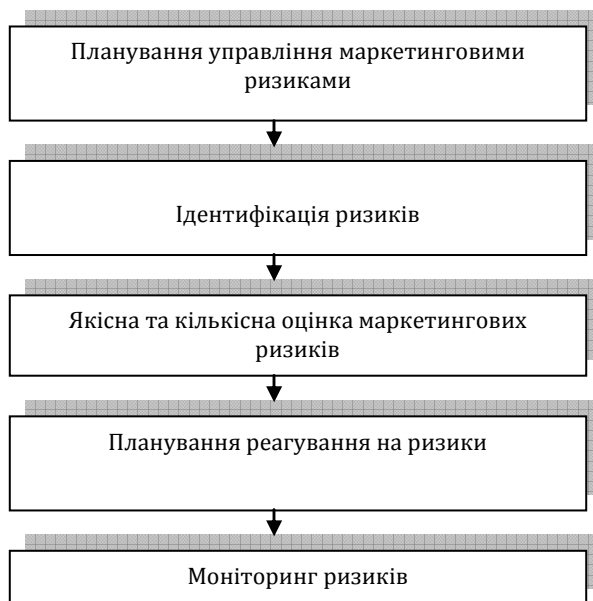 Планування управління маркетинговими
ризиками
Ідентифікація ризиків
Якісна та кількісна оцінка маркетингових
ризиків
Планування реагування на ризики
Моніторинг ризиків